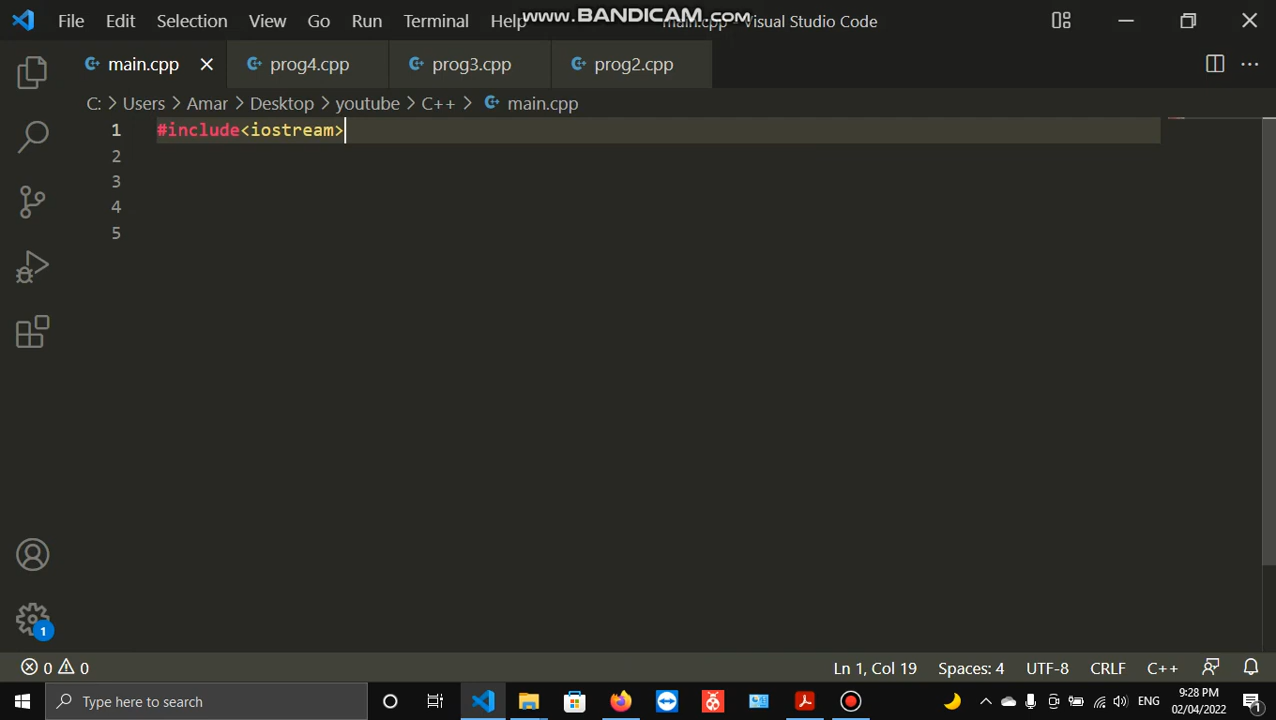 File Edit Selection View Go Run Terminal Help www.BANDICAM.com main.cpp - Visual Studio Code
main.cpp prog4.cpp prog3.cpp prog2.cpp
C: > Users > Amar > Desktop > youtube > C++ > main.cpp
1 #include<iostream>
2
3
4
5
1
0 0 Ln 1, Col 19 Spaces: 4 UTF-8 CRLF C++
Type here to search ENG 9:28 PM
02/04/2022 1